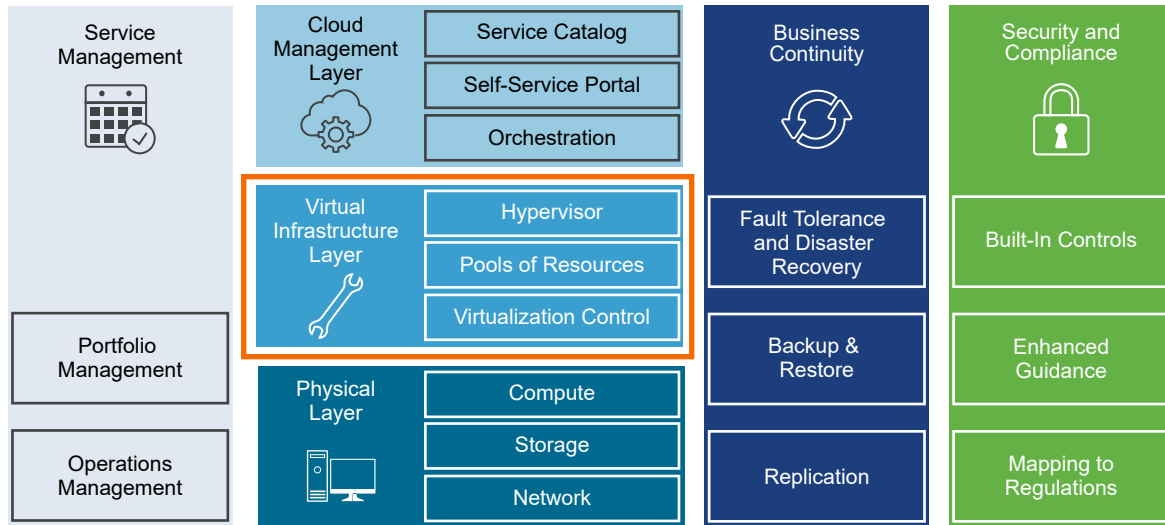 Service
Management
Portfolio
Management
Operations
Management
Cloud
Management
Layer
Service Catalog
Self-Service Portal
Orchestration
Virtual
Infrastructure
Layer
Hypervisor
Pools of Resources
Virtualization Control
Physical
Layer
Compute
Storage
Network
Business
Continuity
Fault Tolerance
and Disaster
Recovery
Backup &
Restore
Replication
Security and
Compliance
Built-In Controls
Enhanced
Guidance
Mapping to
Regulations